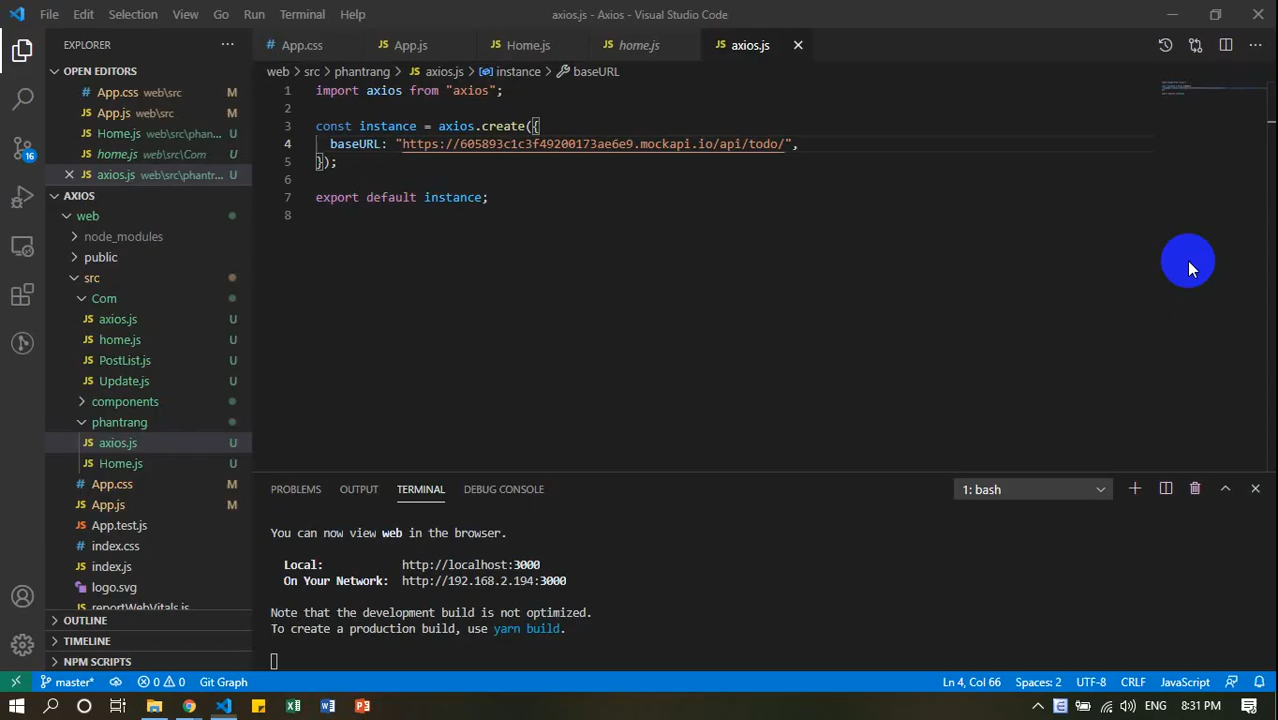 File Edit Selection View Go Run Terminal Help axios.js - Axios - Visual Studio Code
EXPLORER
App.css App.js Home.js home.js axios.js
web > src > phantrang > axios.js > instance > baseURL
OPEN EDITORS
App.css web\src M
App.js web\src M
Home.js web\src\phan... U
home.js web\src\Com U
axios.js web\src\phantr... U
AXIOS
web
node_modules
public
src
Com
axios.js U
home.js U
PostList.js U
Update.js U
components
phantrang
axios.js U
Home.js U
App.css M
App.js M
App.test.js
index.css
index.js
logo.svg
reportWebVitals.js
OUTLINE
TIMELINE
NPM SCRIPTS
16
1 import axios from "axios";
2
3 const instance = axios.create({
4 baseURL: "https://605893c1c3f49200173ae6e9.mockapi.io/api/todo/",
5 });
6
7 export default instance;
8
PROBLEMS OUTPUT TERMINAL DEBUG CONSOLE 1: bash
You can now view web in the browser.
Local: http://localhost:3000
On Your Network: http://192.168.2.194:3000
Note that the development build is not optimized.
To create a production build, use yarn build.
master* 0 0 Git Graph Ln 4, Col 66 Spaces: 2 UTF-8 CRLF JavaScript
ENG 8:31 PM